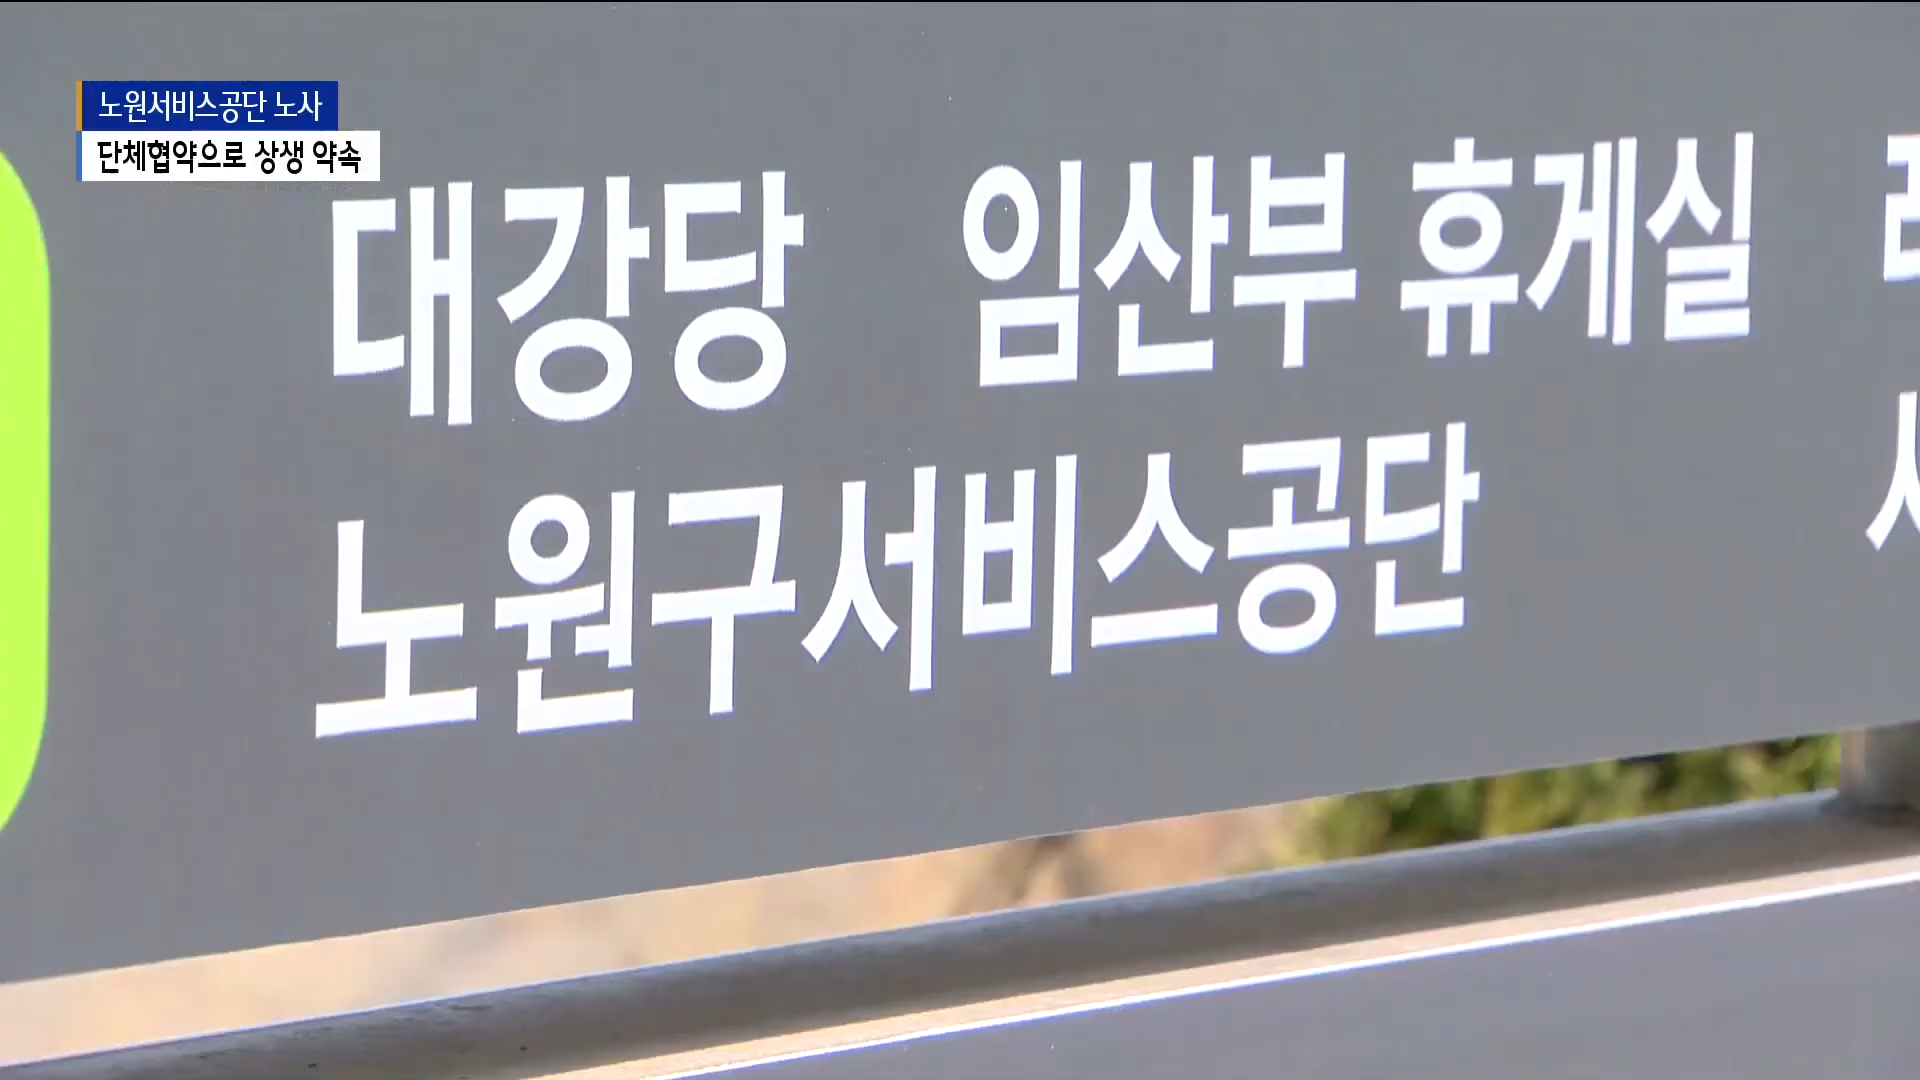 노원서비스공단 노사
단체협약으로 상생 약속
대강당 임산부 휴게실
노원구서비스공단